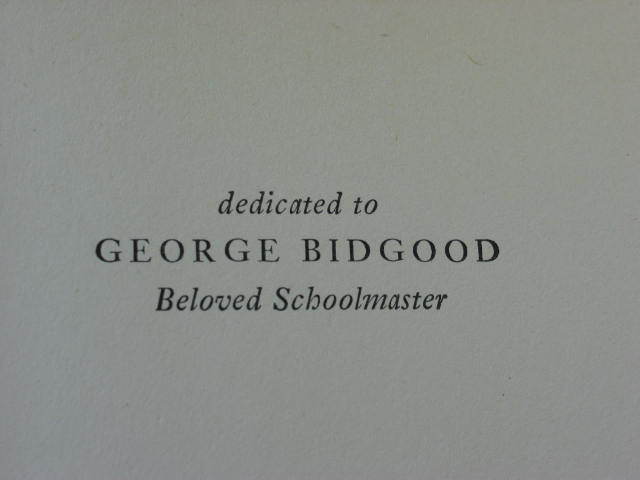 dedicated to
GEORGE BIDGOOD
Beloved Schoolmaster